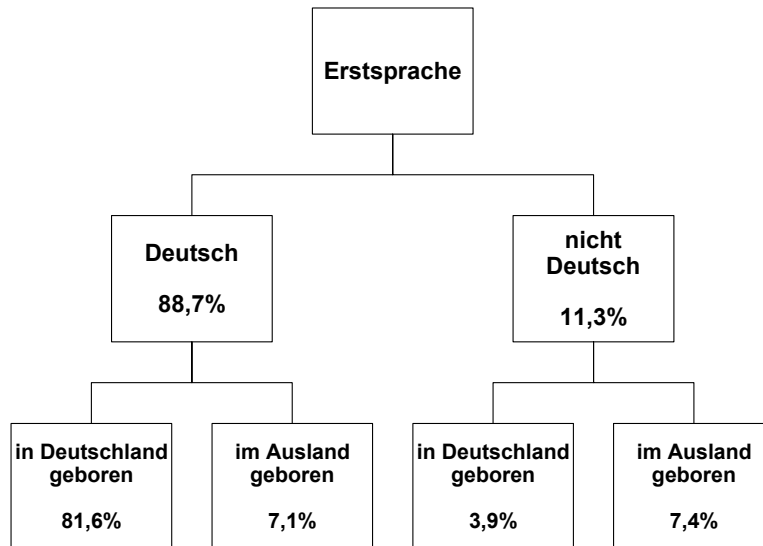 Erstsprache
Deutsch
88,7%
nicht
Deutsch
11,3%
in Deutschland
geboren
81,6%
im Ausland
geboren
7,1%
in Deutschland
geboren
3,9%
im Ausland
geboren
7,4%